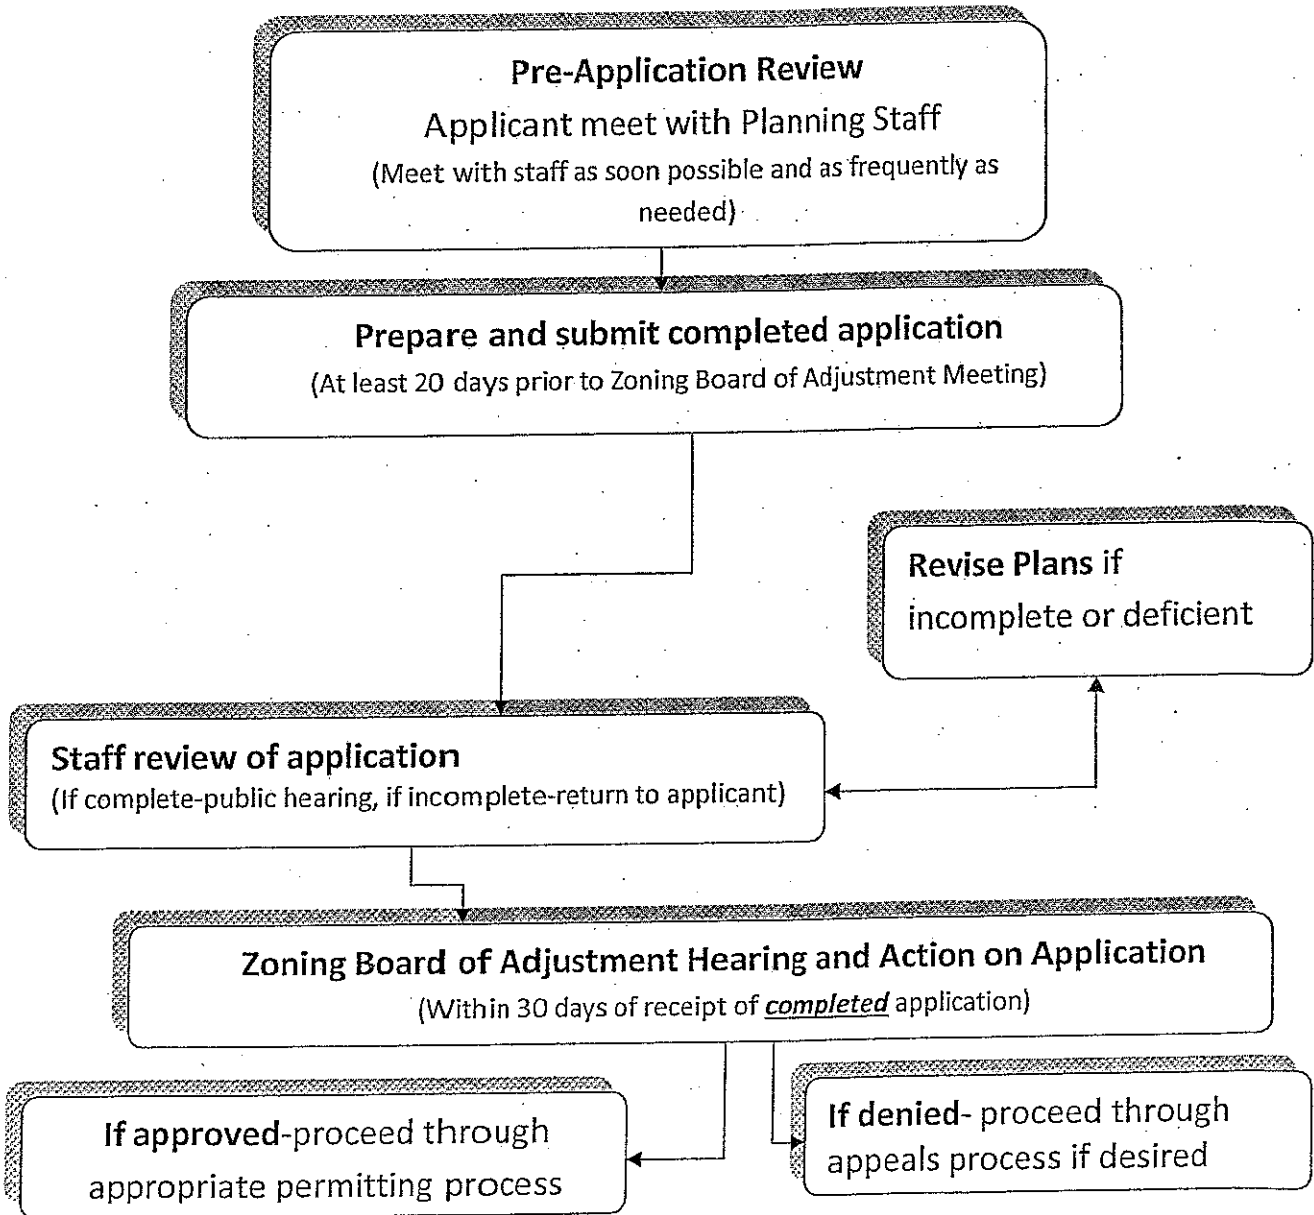 Pre-Application Review
Applicant meet with Planning Staff
(Meet with staff as soon possible and as frequently as
needed)
Prepare and submit completed application
(At least 20 days prior to Zoning Board of Adjustment Meeting)
Revise Plans if
incomplete or deficient
Staff review of application
(If complete-public hearing, if incomplete-return to applicant)
Zoning Board of Adjustment Hearing and Action on Application
(Within 30 days of receipt of completed application)
If approved-proceed through
appropriate permitting process
If denied- proceed through
appeals process if desired